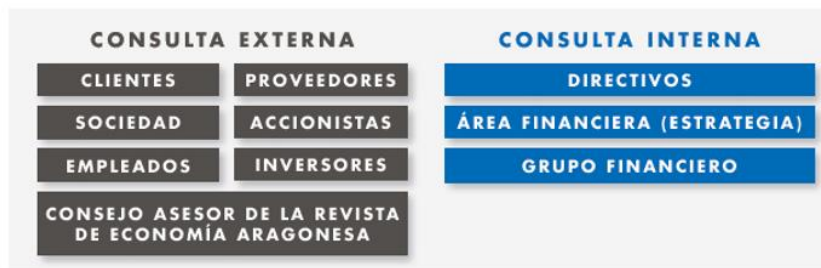 CONSULTA EXTERNA
CLIENTES
PROVEEDORES
SOCIEDAD
ACCIONISTAS
EMPLEADOS
INVERSORES
CONSEJO ASESOR DE LA REVISTA
DE ECONOMÍA ARAGONESA
CONSULTA INTERNA
DIRECTIVOS
ÁREA FINANCIERA (ESTRATEGIA)
GRUPO FINANCIERO